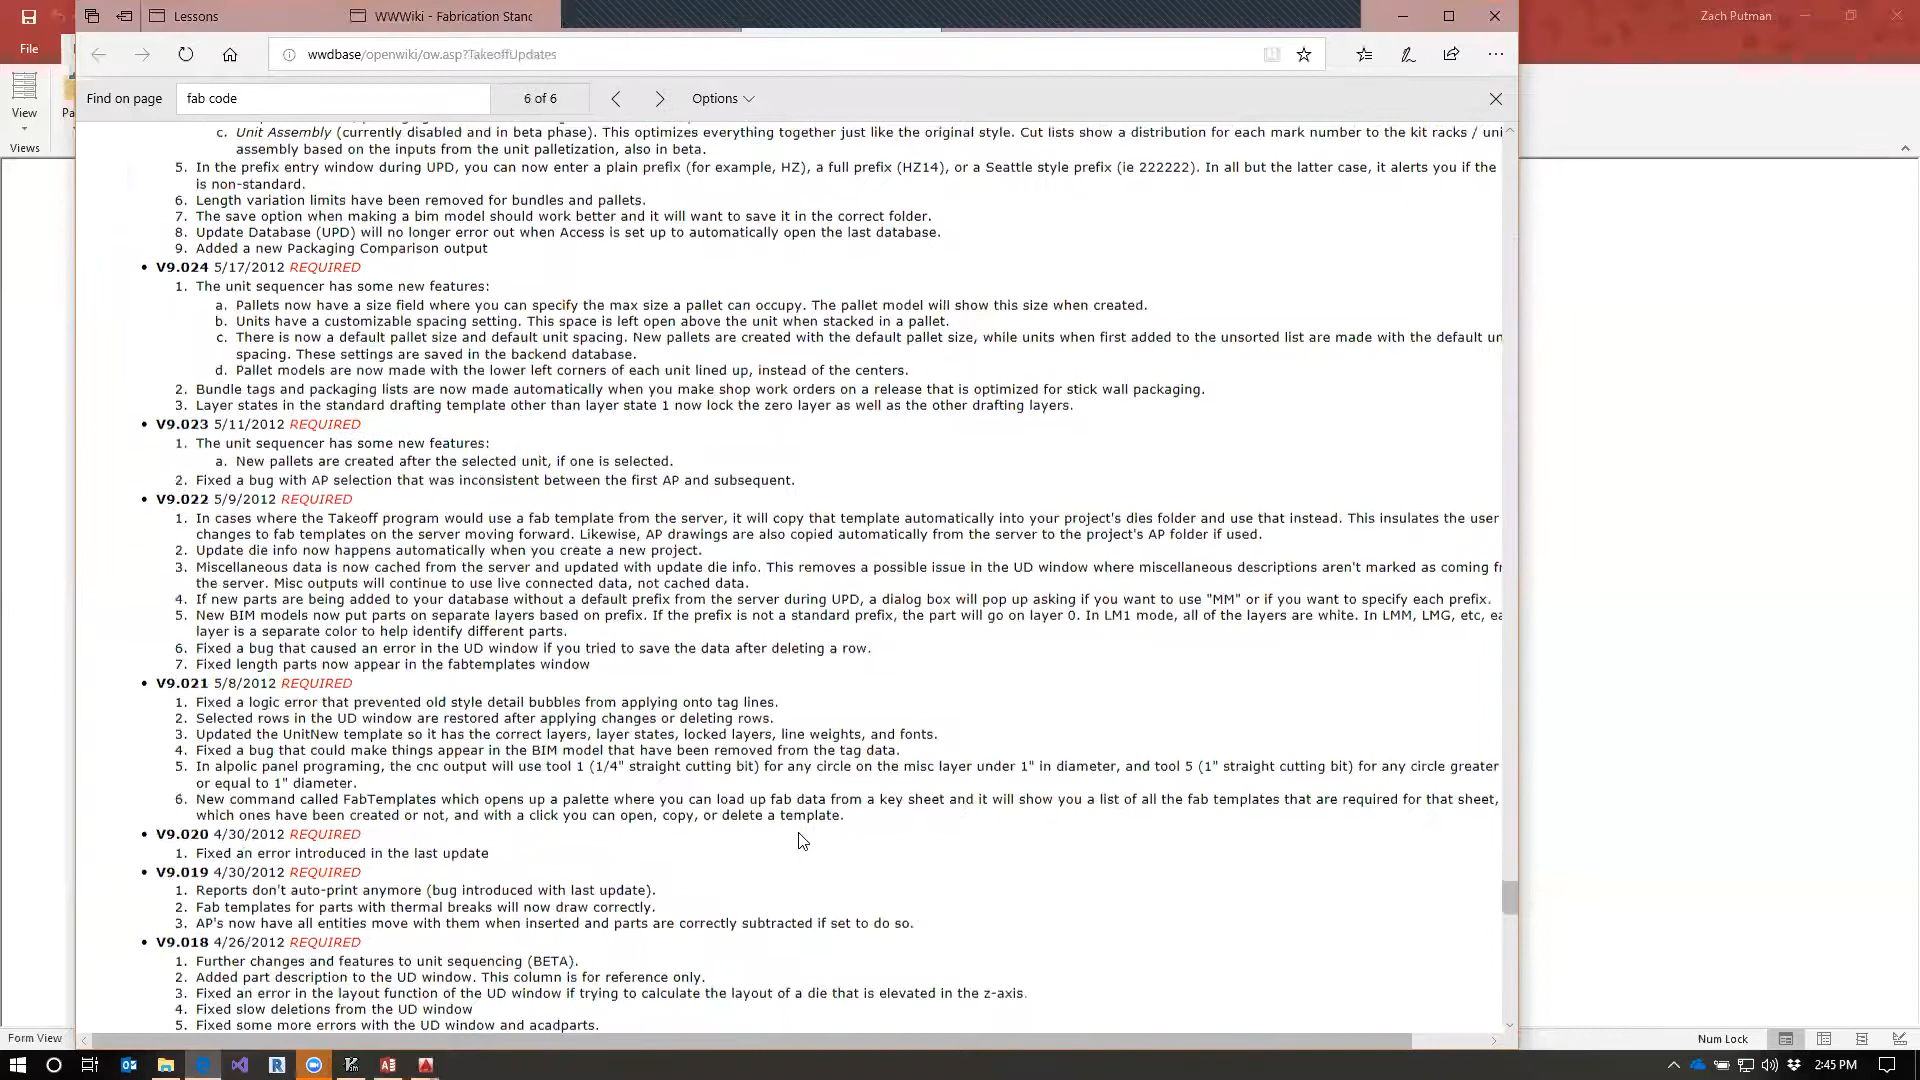 Lessons
WWWiki - Fabrication Stanc
Zach Putman
File
wwdbase/openwiki/ow.asp?TakeoffUpdates
View
Pa
Views
Find on page
fab code
6 of 6
Options
c. Unit Assembly (currently disabled and in beta phase). This optimizes everything together just like the original style. Cut lists show a distribution for each mark number to the kit racks / uni
assembly based on the inputs from the unit palletization, also in beta.
5. In the prefix entry window during UPD, you can now enter a plain prefix (for example, HZ), a full prefix (HZ14), or a Seattle style prefix (ie 222222). In all but the latter case, it alerts you if the
is non-standard.
6. Length variation limits have been removed for bundles and pallets.
7. The save option when making a bim model should work better and it will want to save it in the correct folder.
8. Update Database (UPD) will no longer error out when Access is set up to automatically open the last database.
9. Added a new Packaging Comparison output
• V9.024 5/17/2012 REQUIRED
1. The unit sequencer has some new features:
a. Pallets now have a size field where you can specify the max size a pallet can occupy. The pallet model will show this size when created.
b. Units have a customizable spacing setting. This space is left open above the unit when stacked in a pallet.
c. There is now a default pallet size and default unit spacing. New pallets are created with the default pallet size, while units when first added to the unsorted list are made with the default un
spacing. These settings are saved in the backend database.
d. Pallet models are now made with the lower left corners of each unit lined up, instead of the centers.
2. Bundle tags and packaging lists are now made automatically when you make shop work orders on a release that is optimized for stick wall packaging.
3. Layer states in the standard drafting template other than layer state 1 now lock the zero layer as well as the other drafting layers.
• V9.023 5/11/2012 REQUIRED
1. The unit sequencer has some new features:
a. New pallets are created after the selected unit, if one is selected.
2. Fixed a bug with AP selection that was inconsistent between the first AP and subsequent.
• V9.022 5/9/2012 REQUIRED
1. In cases where the Takeoff program would use a fab template from the server, it will copy that template automatically into your project's dies folder and use that instead. This insulates the user
changes to fab templates on the server moving forward. Likewise, AP drawings are also copied automatically from the server to the project's AP folder if used.
2. Update die info now happens automatically when you create a new project.
3. Miscellaneous data is now cached from the server and updated with update die info. This removes a possible issue in the UD window where miscellaneous descriptions aren't marked as coming fr
the server. Misc outputs will continue to use live connected data, not cached data.
4. If new parts are being added to your database without a default prefix from the server during UPD, a dialog box will pop up asking if you want to use "MM" or if you want to specify each prefix.
5. New BIM models now put parts on separate layers based on prefix. If the prefix is not a standard prefix, the part will go on layer 0. In LM1 mode, all of the layers are white. In LMM, LMG, etc, ea
layer is a separate color to help identify different parts.
6. Fixed a bug that caused an error in the UD window if you tried to save the data after deleting a row.
7. Fixed length parts now appear in the fabtemplates window
• V9.021 5/8/2012 REQUIRED
1. Fixed a logic error that prevented old style detail bubbles from applying onto tag lines.
2. Selected rows in the UD window are restored after applying changes or deleting rows.
3. Updated the UnitNew template so it has the correct layers, layer states, locked layers, line weights, and fonts.
4. Fixed a bug that could make things appear in the BIM model that have been removed from the tag data.
5. In alpolic panel programing, the cnc output will use tool 1 (1/4" straight cutting bit) for any circle on the misc layer under 1" in diameter, and tool 5 (1" straight cutting bit) for any circle greater
or equal to 1" diameter.
6. New command called FabTemplates which opens up a palette where you can load up fab data from a key sheet and it will show you a list of all the fab templates that are required for that sheet,
which ones have been created or not, and with a click you can open, copy, or delete a template.
• V9.020 4/30/2012 REQUIRED
1. Fixed an error introduced in the last update
• V9.019 4/30/2012 REQUIRED
1. Reports don't auto-print anymore (bug introduced with last update).
2. Fab templates for parts with thermal breaks will now draw correctly.
3. AP's now have all entities move with them when inserted and parts are correctly subtracted if set to do so.
• V9.018 4/26/2012 REQUIRED
1. Further changes and features to unit sequencing (BETA).
2. Added part description to the UD window. This column is for reference only.
3. Fixed an error in the layout function of the UD window if trying to calculate the layout of a die that is elevated in the z-axis.
4. Fixed slow deletions from the UD window
5. Fixed some more errors with the UD window and acadparts.
Form View
Num Lock
2:45 PM